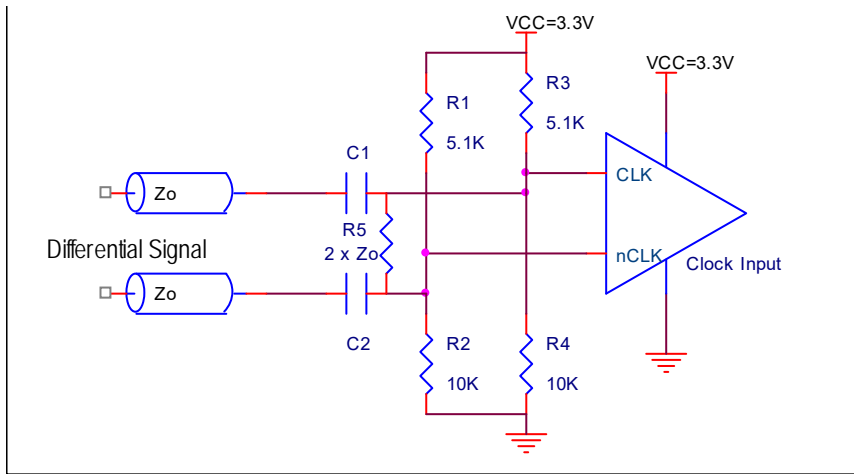 VCC=3.3V
VCC=3.3V
R1
5.1K
R3
5.1K
C1
CLK
Zo
R5
2 x Zo
Differential Signal
nCLK
Clock Input
Zo
C2
R2
10K
R4
10K